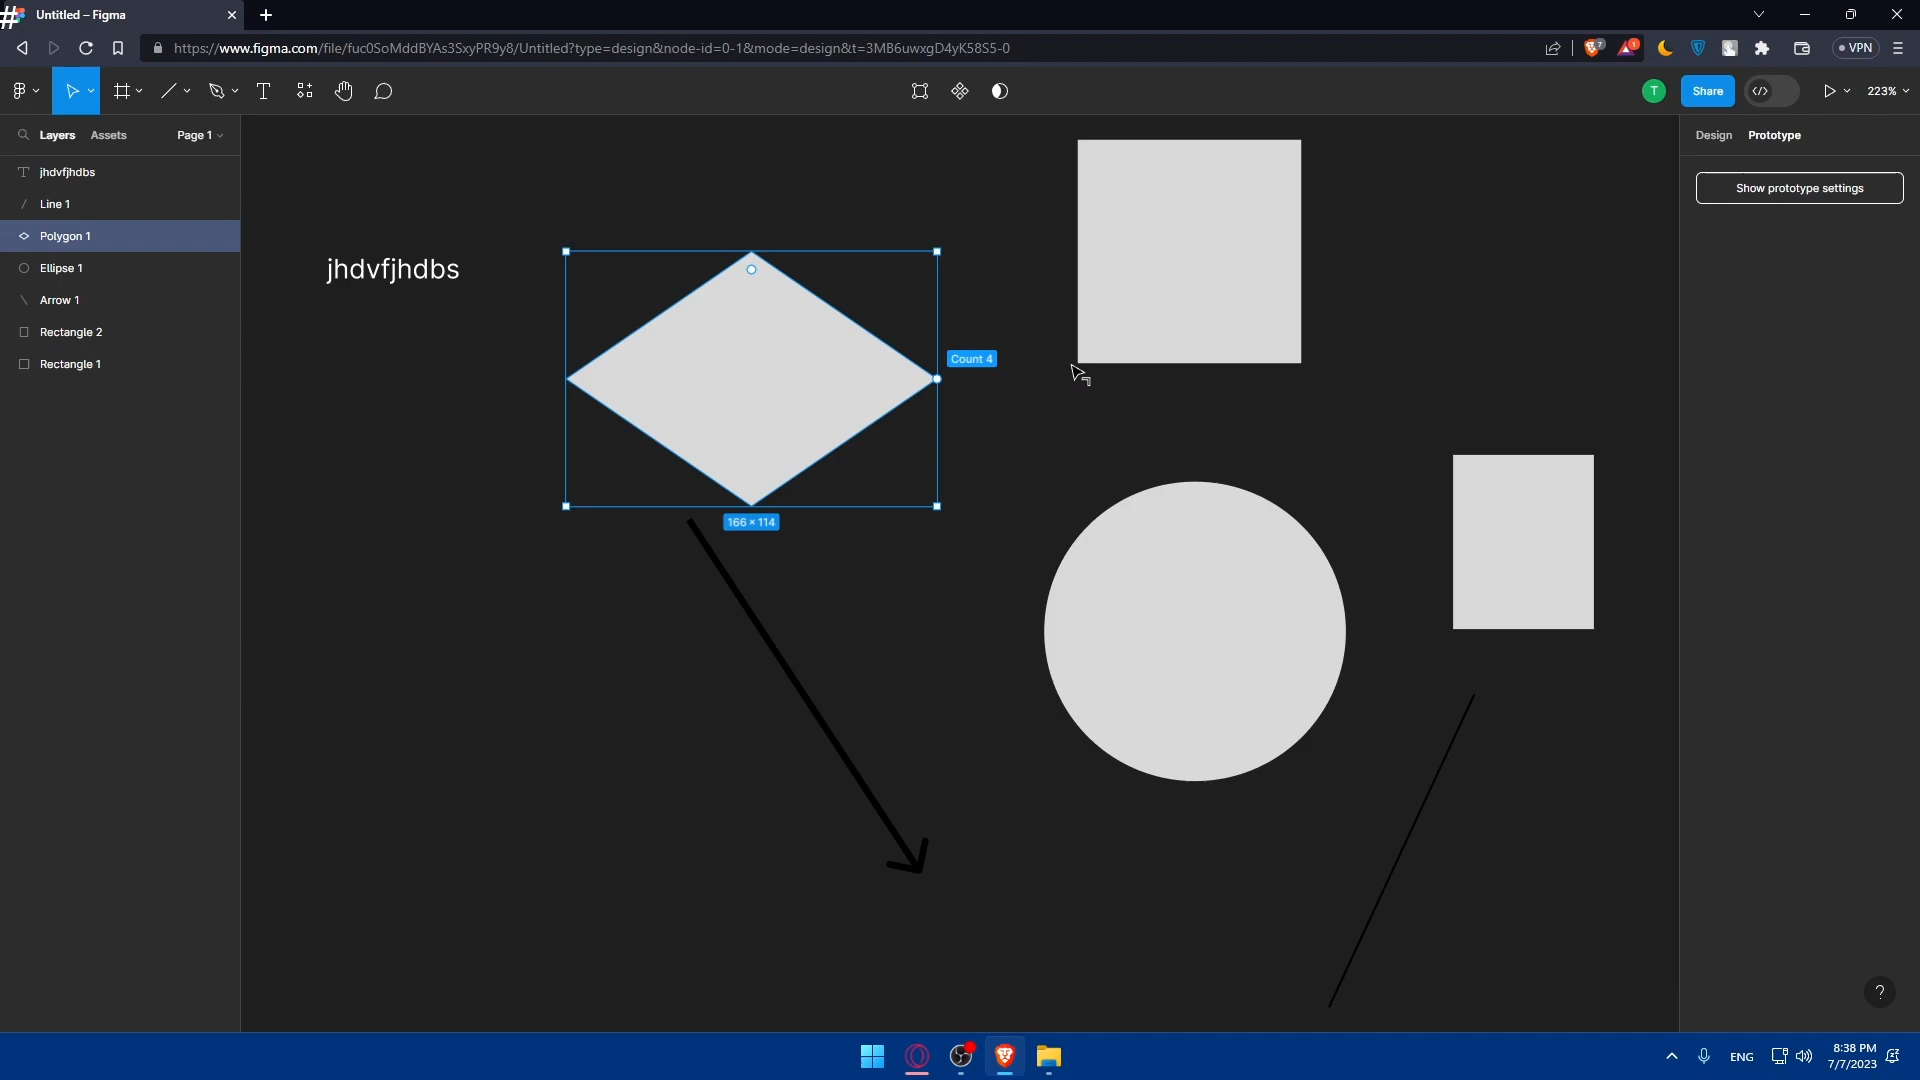 Untitled – Figma
https://www.figma.com/file/fuc0SoMddBYAs3SxyPR9y8/Untitled?type=design&node-id=0-1&mode=design&t=3MB6uwxgD4yK58S5-0
7
1
VPN
T
Share
223%
Layers
Assets
Page 1
Design
Prototype
jhdvfjhdbs
Line 1
Polygon 1
Ellipse 1
Arrow 1
Rectangle 2
Rectangle 1
Show prototype settings
jhdvfjhdbs
Count 4
166 × 114
?
ENG
8:38 PM
7/7/2023